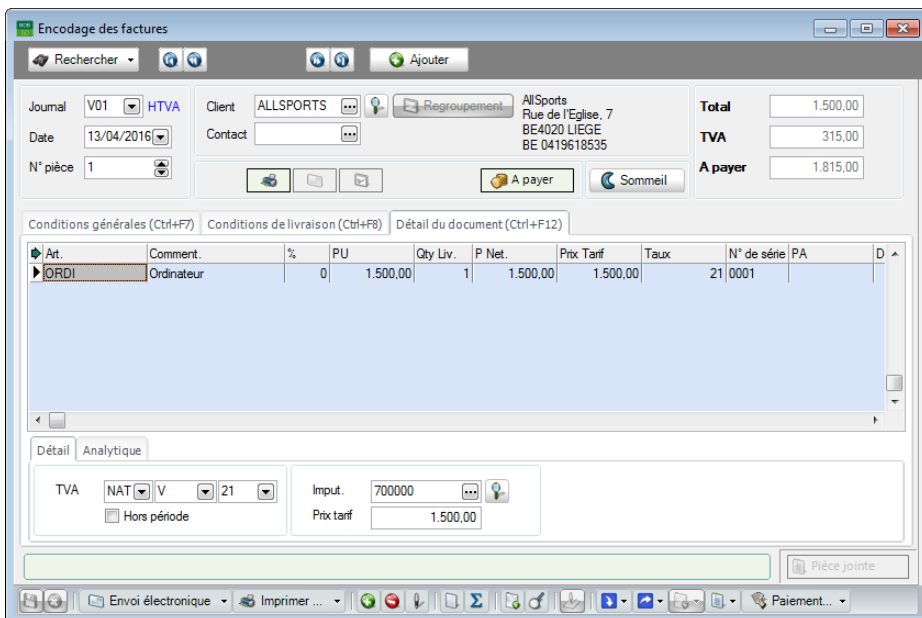 Encodage des factures
Rechercher
Ajouter
Journal V01 HTVA Client ALLSPORTS ... Regroupement
AllSports
Rue de l'Eglise, 7
BE4020 LIEGE
BE 0419618535
Total 1.500,00
Date 13/04/2016 Contact ...
TVA 315,00
N° pièce 1
A payer Sommeil
A payer 1.815,00
Conditions générales (Ctrl+F7) Conditions de livraison (Ctrl+F8) Détail du document (Ctrl+F12)
Art. Comment. % PU Qty Liv. P Net. Prix Tarif Taux N° de série PA D
ORDI Ordinateur 0 1.500,00 1 1.500,00 1.500,00 21 0001
Détail Analytique
TVA NAT V 21 Imput. 700000 ...
Hors période Prix tarif 1.500,00
Pièce jointe
Envoi électronique Imprimer ... Σ Paiement...